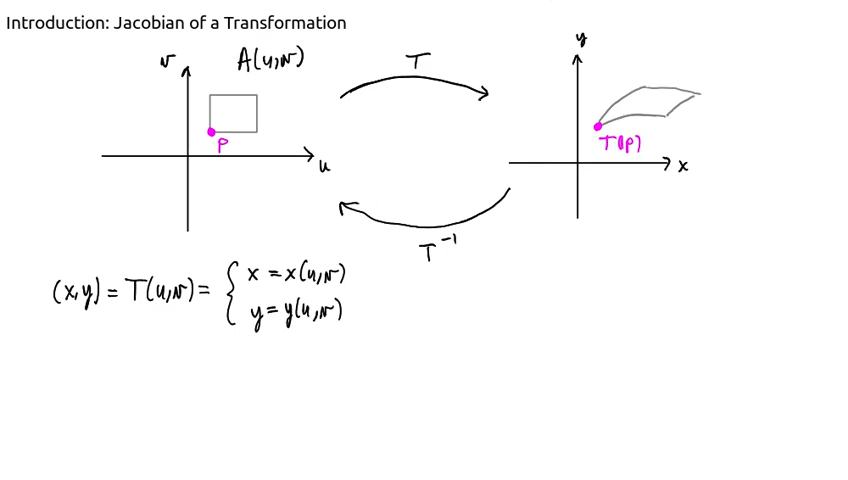 Introduction: Jacobian of a Transformation
v
A(u,v)
T
y
P
u
T(P)
x
T⁻¹
(x,y) = T(u,v) = { x = x(u,v)
y = y(u,v)